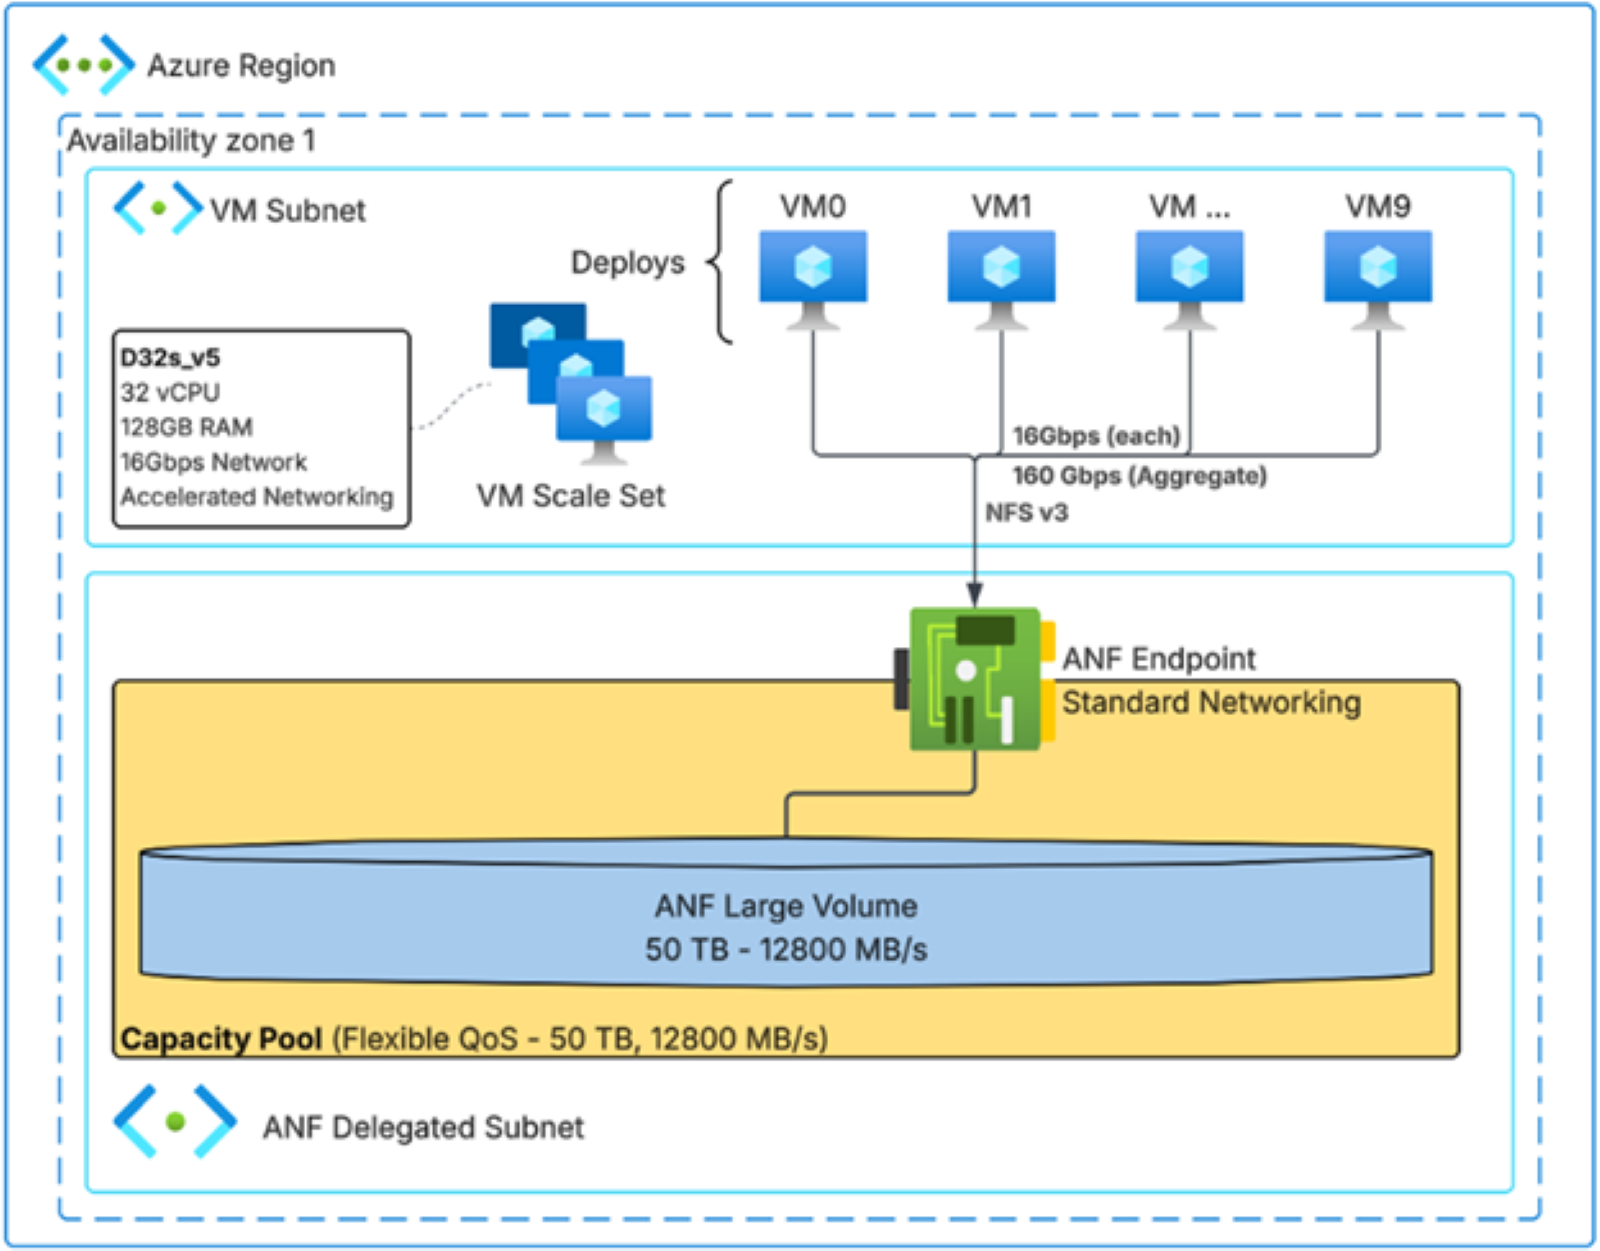 Azure Region
Availability zone 1
VM Subnet
Deploys
VM0
VM1
VM ...
VM9
D32s_v5
32 vCPU
128GB RAM
16Gbps Network
Accelerated Networking
VM Scale Set
16Gbps (each)
160 Gbps (Aggregate)
NFS v3
ANF Endpoint
Standard Networking
ANF Large Volume
50 TB - 12800 MB/s
Capacity Pool (Flexible QoS - 50 TB, 12800 MB/s)
ANF Delegated Subnet